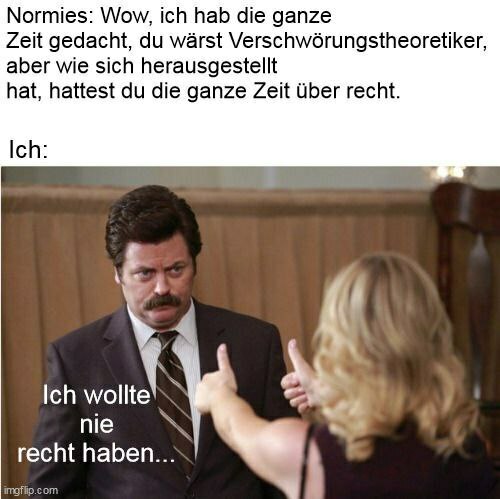 Normies: Wow, ich hab die ganze
Zeit gedacht, du wärst Verschwörungstheoretiker,
aber wie sich herausgestellt
hat, hattest du die ganze Zeit über recht.
Ich:
Ich wollte
nie
recht haben...
imgflip.com